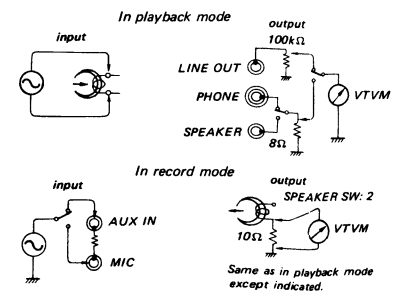 In playback mode
input
output
100kΩ
LINE OUT
PHONE
SPEAKER
8Ω
VTVM
In record mode
input
AUX IN
MIC
output
SPEAKER SW: 2
10Ω
VTVM
Same as in playback mode
except indicated.